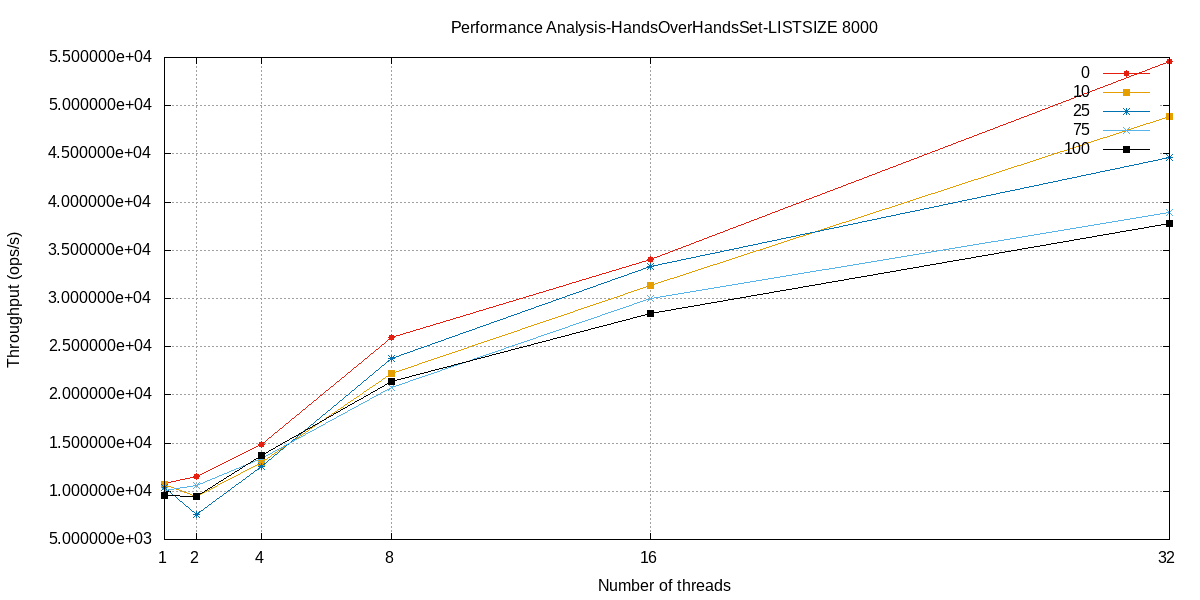 Performance Analysis-HandsOverHandsSet-LISTSIZE 8000
5.500000e+04
5.000000e+04
4.500000e+04
4.000000e+04
3.500000e+04
3.000000e+04
2.500000e+04
2.000000e+04
1.500000e+04
1.000000e+04
5.000000e+03
Throughput (ops/s)
0
10
25
75
100
1 2 4 8 16 32
Number of threads